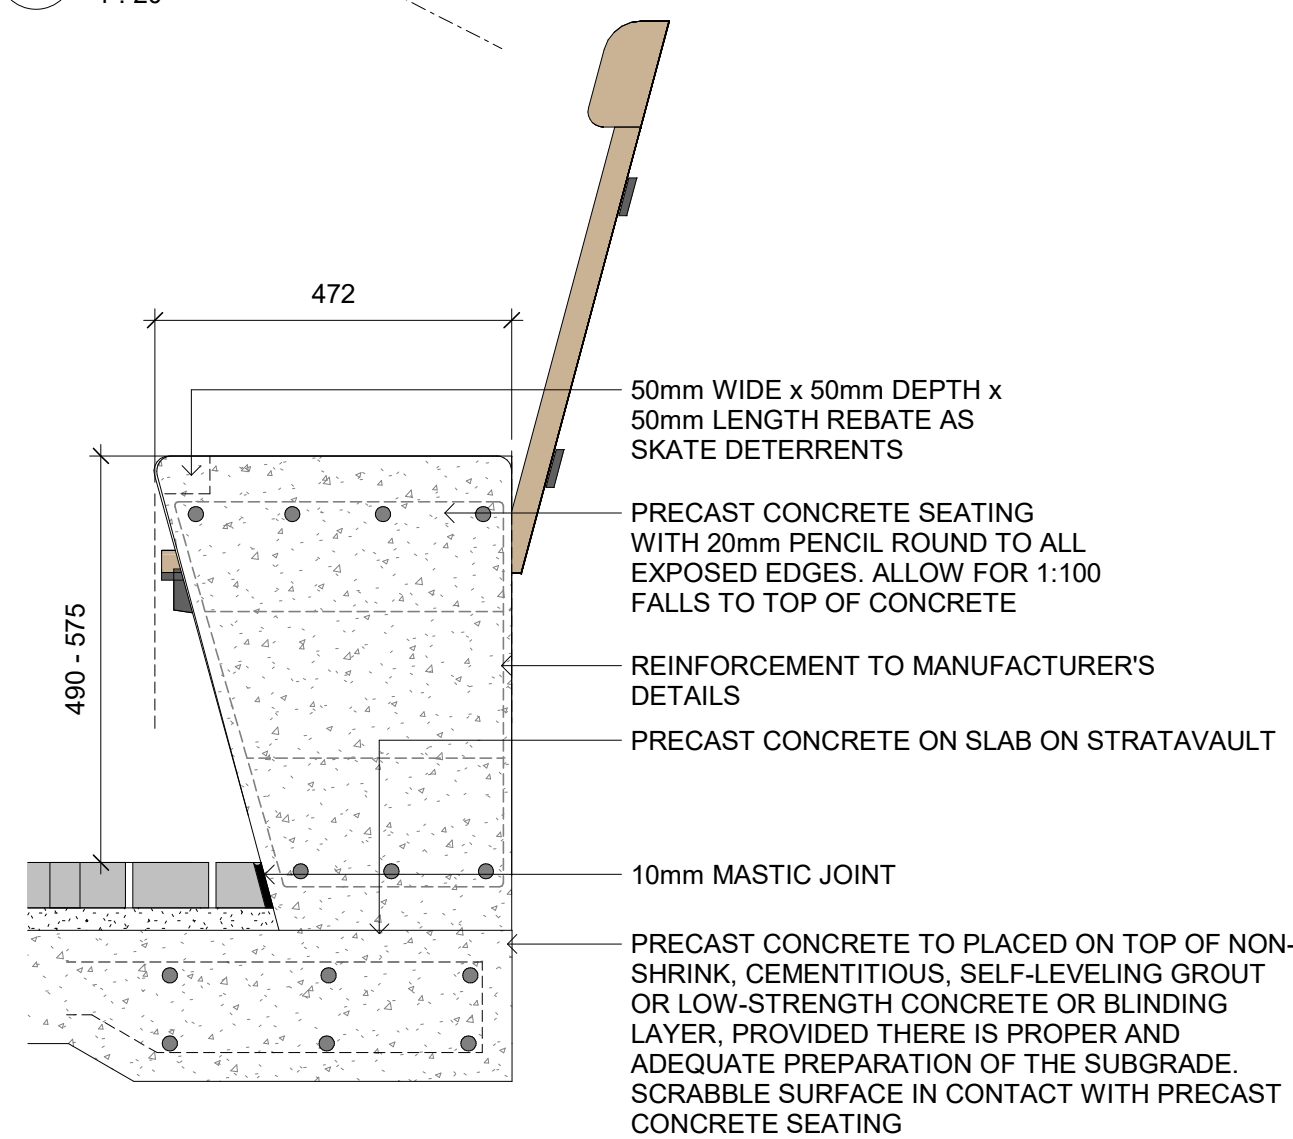 472
50mm WIDE x 50mm DEPTH x
50mm LENGTH REBATE AS
SKATE DETERRENTS
PRECAST CONCRETE SEATING
WITH 20mm PENCIL ROUND TO ALL
EXPOSED EDGES. ALLOW FOR 1:100
FALLS TO TOP OF CONCRETE
490 - 575
REINFORCEMENT TO MANUFACTURER'S
DETAILS
PRECAST CONCRETE ON SLAB ON STRATAVAULT
10mm MASTIC JOINT
PRECAST CONCRETE TO PLACED ON TOP OF NON-
SHRINK, CEMENTITIOUS, SELF-LEVELING GROUT
OR LOW-STRENGTH CONCRETE OR BLINDING
LAYER, PROVIDED THERE IS PROPER AND
ADEQUATE PREPARATION OF THE SUBGRADE.
SCRABBLE SURFACE IN CONTACT WITH PRECAST
CONCRETE SEATING